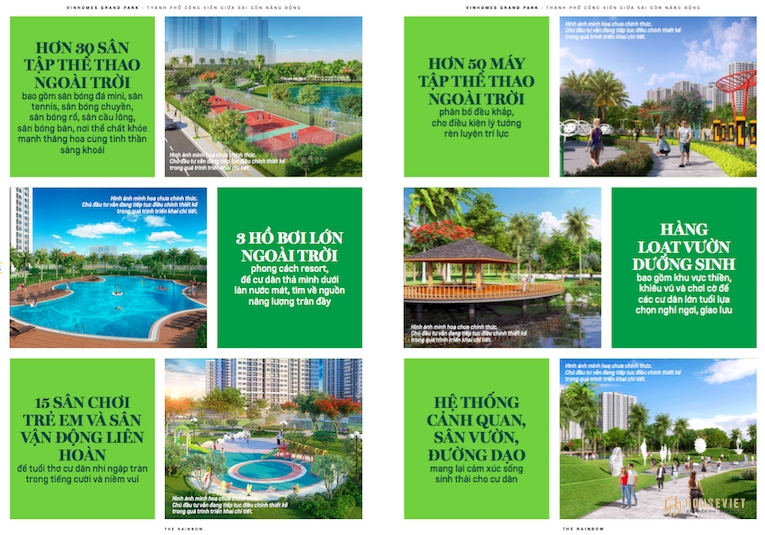 VINHOMES GRAND PARK - THÀNH PHỐ CÔNG VIÊN GIỮA SÀI GÒN NĂNG ĐỘNG
HƠN 30 SÂN
TẬP THỂ THAO
NGOÀI TRỜI
bao gồm sân bóng đá mini, sân
tennis, sân bóng chuyền,
sân bóng rổ, sân cầu lông,
sân bóng bàn, nơi thể chất khỏe
mạnh thăng hoa cùng tinh thần
sảng khoái
Hình ảnh minh họa chưa chính thức.
Chủ đầu tư vẫn đang tiếp tục điều chỉnh thiết kế
trong quá trình triển khai chi tiết.
Hình ảnh minh họa chưa chính thức.
Chủ đầu tư vẫn đang tiếp tục điều chỉnh thiết kế
trong quá trình triển khai chi tiết.
3 HỒ BƠI LỚN
NGOÀI TRỜI
phong cách resort,
để cư dân thả mình dưới
làn nước mát, tìm về nguồn
năng lượng tràn đầy
15 SÂN CHƠI
TRẺ EM VÀ SÂN
VẬN ĐỘNG LIÊN
HOÀN
để tuổi thơ cư dân nhí ngập tràn
trong tiếng cười và niềm vui
Hình ảnh minh họa chưa chính thức.
Chủ đầu tư vẫn đang tiếp tục điều chỉnh thiết kế
trong quá trình triển khai chi tiết.
THE RAINBOW
VINHOMES GRAND PARK - THÀNH PHỐ CÔNG VIÊN GIỮA SÀI GÒN NĂNG ĐỘNG
HƠN 50 MÁY
TẬP THỂ THAO
NGOÀI TRỜI
phân bố đều khắp,
cho điều kiện lý tưởng
rèn luyện trí lực
Hình ảnh minh họa chưa chính thức.
Chủ đầu tư vẫn đang tiếp tục điều chỉnh thiết kế
trong quá trình triển khai chi tiết.
Hình ảnh minh họa chưa chính thức.
Chủ đầu tư vẫn đang tiếp tục điều chỉnh thiết kế
trong quá trình triển khai chi tiết.
HÀNG
LOẠT VƯỜN
DƯỠNG SINH
bao gồm khu vực thiền,
khiêu vũ và chơi cờ để
các cư dân lớn tuổi lựa
chọn nghỉ ngơi, giao lưu
HỆ THỐNG
CẢNH QUAN,
SÂN VƯỜN,
ĐƯỜNG DẠO
mang lại cảm xúc sống
sinh thái cho cư dân
Hình ảnh minh họa chưa chính thức.
Chủ đầu tư vẫn đang tiếp tục điều chỉnh thiết kế
trong quá trình triển khai chi tiết.
HOUSEVIET
THE RAINBOW